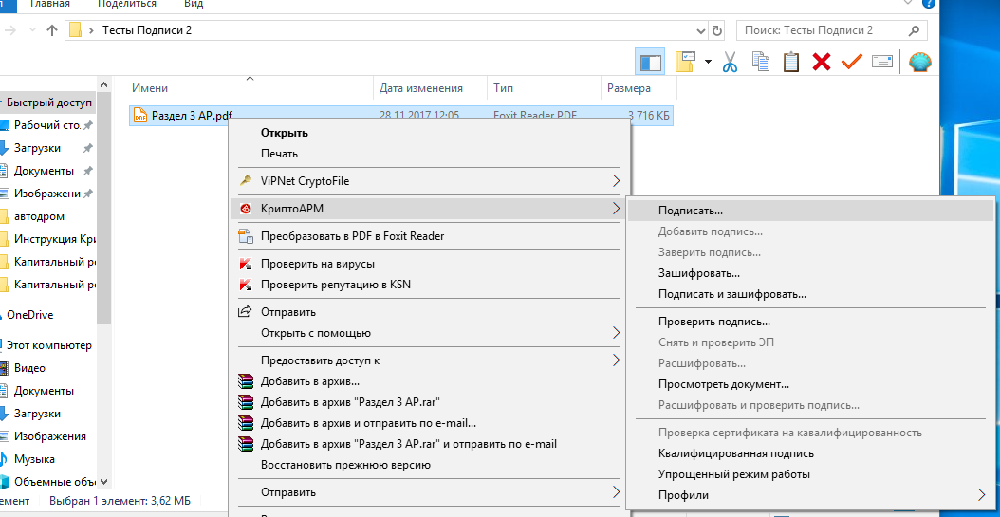 Главная Поделиться Вид
Тесты Подписи 2
Поиск: Тесты Подписи 2
Имени Дата изменения Тип Размера
Раздел 3 АР.pdf 28.11.2017 12:05 Foxit Reader PDF 3 716 КБ
Быстрый доступ
Рабочий сто.
Загрузки
Документы
Изображени
автодром
Инструкция Кри
Капитальный ре
Капитальный ре
OneDrive
Этот компьютер
Видео
Документы
Загрузки
Изображения
Музыка
Объемные объ
емент Выбран 1 элемент: 3,62 МБ
Открыть
Печать
ViPNet CryptoFile
КриптоАРМ
Преобразовать в PDF в Foxit Reader
Проверить на вирусы
Проверить репутацию в KSN
Отправить
Открыть с помощью
Предоставить доступ к
Добавить в архив...
Добавить в архив "Раздел 3 АР.rar"
Добавить в архив и отправить по e-mail...
Добавить в архив "Раздел 3 АР.rar" и отправить по e-mail
Восстановить прежнюю версию
Отправить
Подписать...
Добавить подпись...
Заверить подпись...
Зашифровать...
Подписать и зашифровать...
Проверить подпись...
Снять и проверить ЭП
Расшифровать...
Просмотреть документ...
Расшифровать и проверить подпись...
Проверка сертификата на кавалифицированность
Квалифицированная подпись
Упрощенный режим работы
Профили